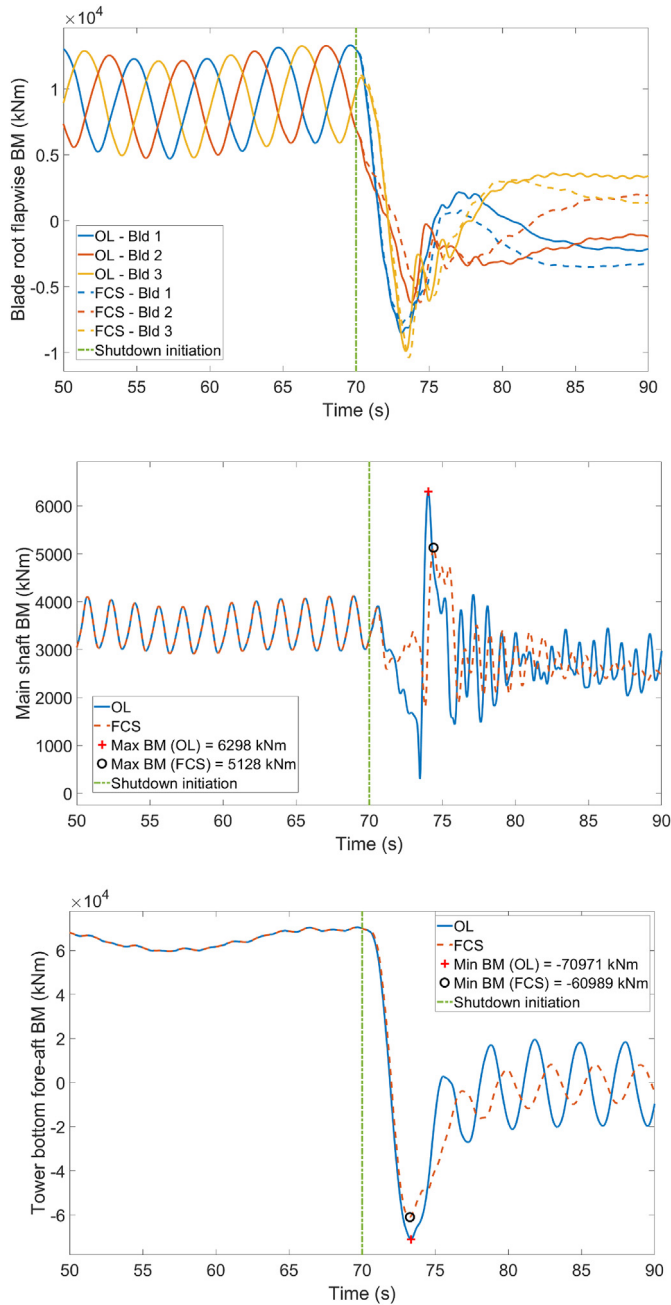 ×10⁴
Blade root flapwise BM (kNm)
1
0.5
0
-0.5
-1
OL - Bld 1
OL - Bld 2
OL - Bld 3
FCS - Bld 1
FCS - Bld 2
FCS - Bld 3
Shutdown initiation
50 55 60 65 70 75 80 85 90
Time (s)
Main shaft BM (kNm)
6000
5000
4000
3000
2000
1000
0
OL
FCS
Max BM (OL) = 6298 kNm
Max BM (FCS) = 5128 kNm
Shutdown initiation
50 55 60 65 70 75 80 85 90
Time (s)
×10⁴
Tower bottom fore-aft BM (kNm)
6
4
2
0
-2
-4
-6
OL
FCS
Min BM (OL) = -70971 kNm
Min BM (FCS) = -60989 kNm
Shutdown initiation
50 55 60 65 70 75 80 85 90
Time (s)